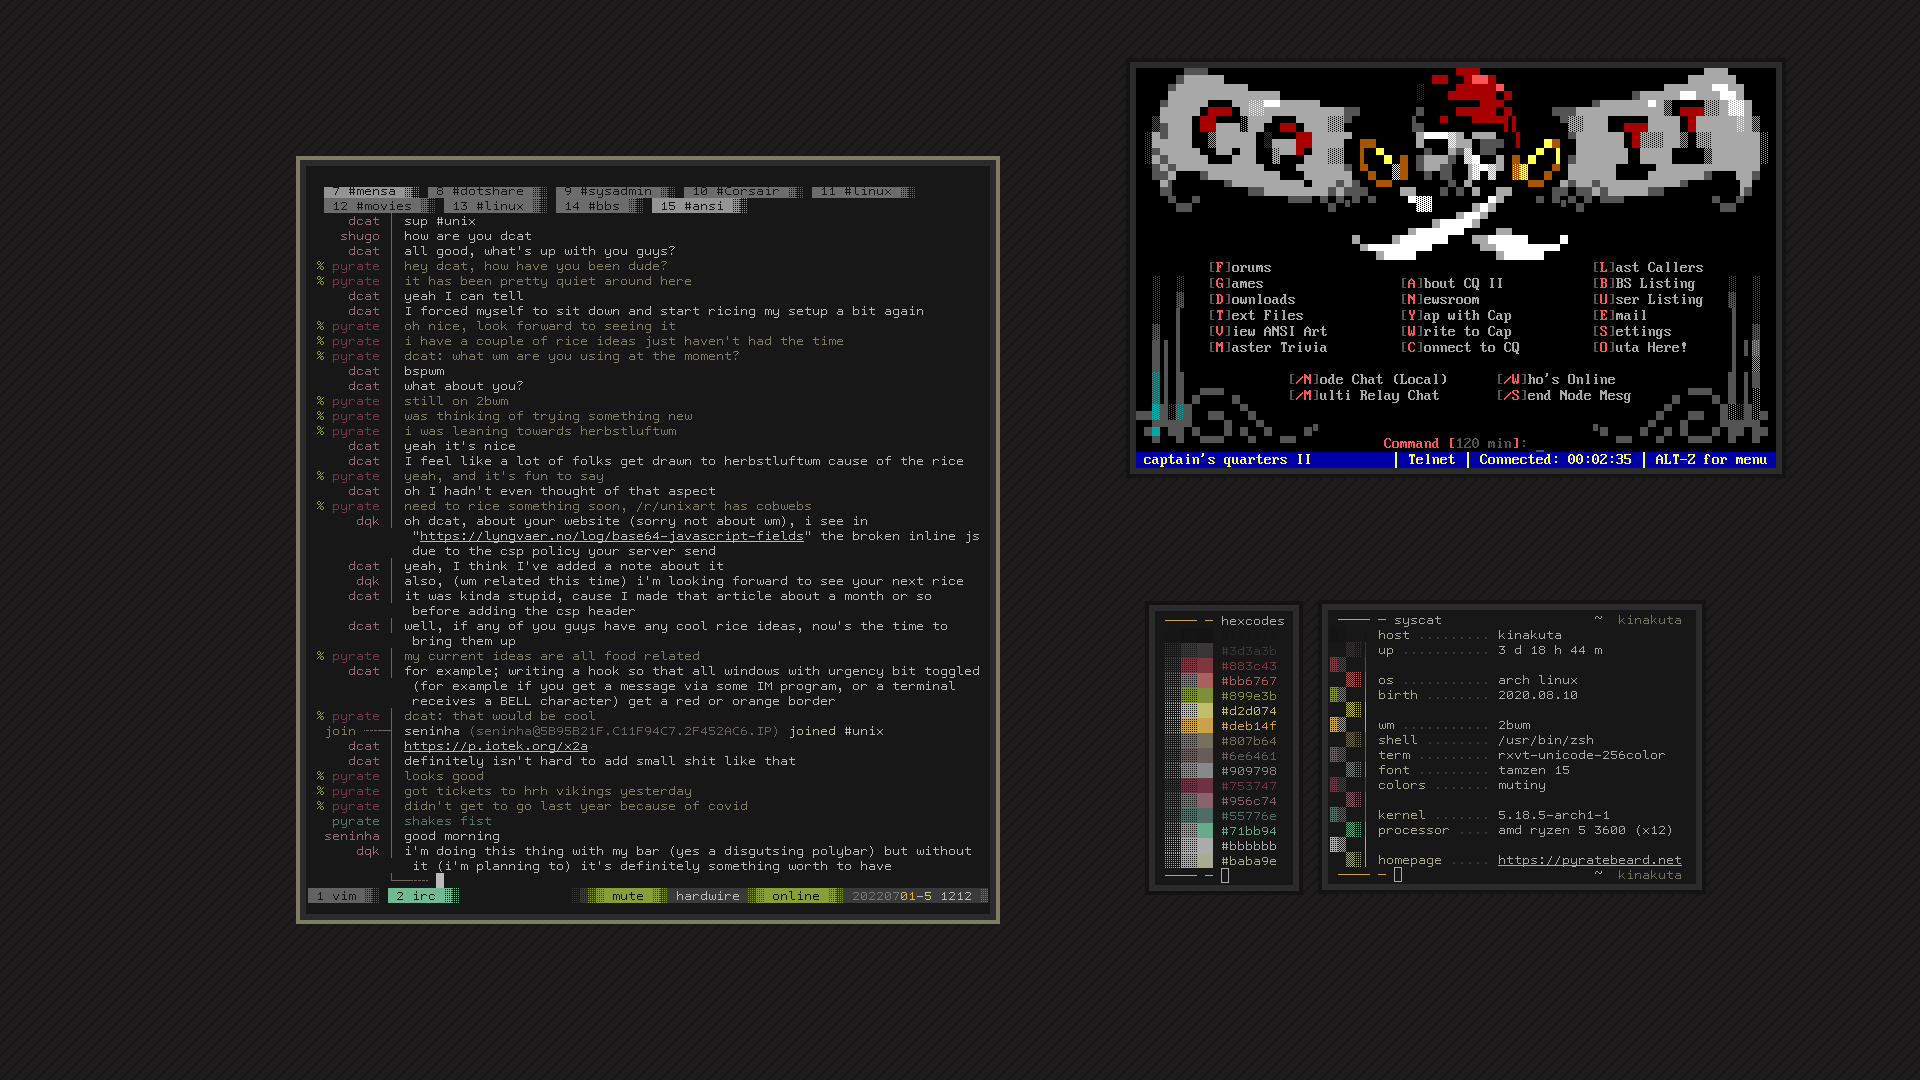 7 #mensa 8 #dotshare 9 #sysadmin 10 #Corsair 11 #linux
12 #movies 13 #linux 14 #bbs 15 #ansi
dcat │ sup #unix
shugo │ how are you dcat
dcat │ all good, what's up with you guys?
% pyrate │ hey dcat, how have you been dude?
% pyrate │ it has been pretty quiet around here
dcat │ yeah I can tell
dcat │ I forced myself to sit down and start ricing my setup a bit again
% pyrate │ oh nice, look forward to seeing it
% pyrate │ i have a couple of rice ideas just haven't had the time
% pyrate │ dcat: what wm are you using at the moment?
dcat │ bspwm
dcat │ what about you?
% pyrate │ still on 2bwm
% pyrate │ was thinking of trying something new
% pyrate │ i was leaning towards herbstluftwm
dcat │ yeah it's nice
dcat │ I feel like a lot of folks get drawn to herbstluftwm cause of the rice
% pyrate │ yeah, and it's fun to say
dcat │ oh I hadn't even thought of that aspect
% pyrate │ need to rice something soon, /r/unixart has cobwebs
dqk │ oh dcat, about your website (sorry not about wm), i see in
"https://lyngvaer.no/log/base64-javascript-fields" the broken inline js
due to the csp policy your server send
dcat │ yeah, I think I've added a note about it
dqk │ also, (wm related this time) i'm looking forward to see your next rice
dcat │ it was kinda stupid, cause I made that article about a month or so
before adding the csp header
dcat │ well, if any of you guys have any cool rice ideas, now's the time to
bring them up
% pyrate │ my current ideas are all food related
dcat │ for example; writing a hook so that all windows with urgency bit toggled
(for example if you get a message via some IM program, or a terminal
receives a BELL character) get a red or orange border
% pyrate │ dcat: that would be cool
join seninha (seninha@5B95B21F.C11F94C7.2F452AC6.IP) joined #unix
dcat │ https://p.iotek.org/x2a
dcat │ definitely isn't hard to add small shit like that
% pyrate │ looks good
% pyrate │ got tickets to hrh vikings yesterday
% pyrate │ didn't get to go last year because of covid
pyrate │ shakes fist
seninha │ good morning
dqk │ i'm doing this thing with my bar (yes a disgutsing polybar) but without
it (i'm planning to) it's definitely something worth to have
1 vim 2 irc mute hardwire online 20220701-5 1212
[F]orums [L]ast Callers
[G]ames [A]bout CQ II [B]BS Listing
[D]ownloads [N]ewsroom [U]ser Listing
[T]ext Files [Y]ap with Cap [E]mail
[V]iew ANSI Art [W]rite to Cap [S]ettings
[M]aster Trivia [C]onnect to CQ [O]uta Here!
[/N]ode Chat (Local) [/W]ho's Online
[/M]ulti Relay Chat [/S]end Node Mesg
Command [120 min]:
captain's quarters II | Telnet | Connected: 00:02:35 | ALT-Z for menu
hexcodes
#3d3a3b
#883c43
#bb6767
#899e3b
#d2d074
#deb14f
#807b64
#6e6461
#909798
#753747
#956c74
#55776e
#71bb94
#bbbbbb
#baba9e
syscat ~ kinakuta
host ......... kinakuta
up ........... 3 d 18 h 44 m
os ........... arch linux
birth ........ 2020.08.10
wm ........... 2bwm
shell ........ /usr/bin/zsh
term ......... rxvt-unicode-256color
font ......... tamzen 15
colors ....... mutiny
kernel ....... 5.18.5-arch1-1
processor .... amd ryzen 5 3600 (x12)
homepage ..... https://pyratebeard.net
~ kinakuta